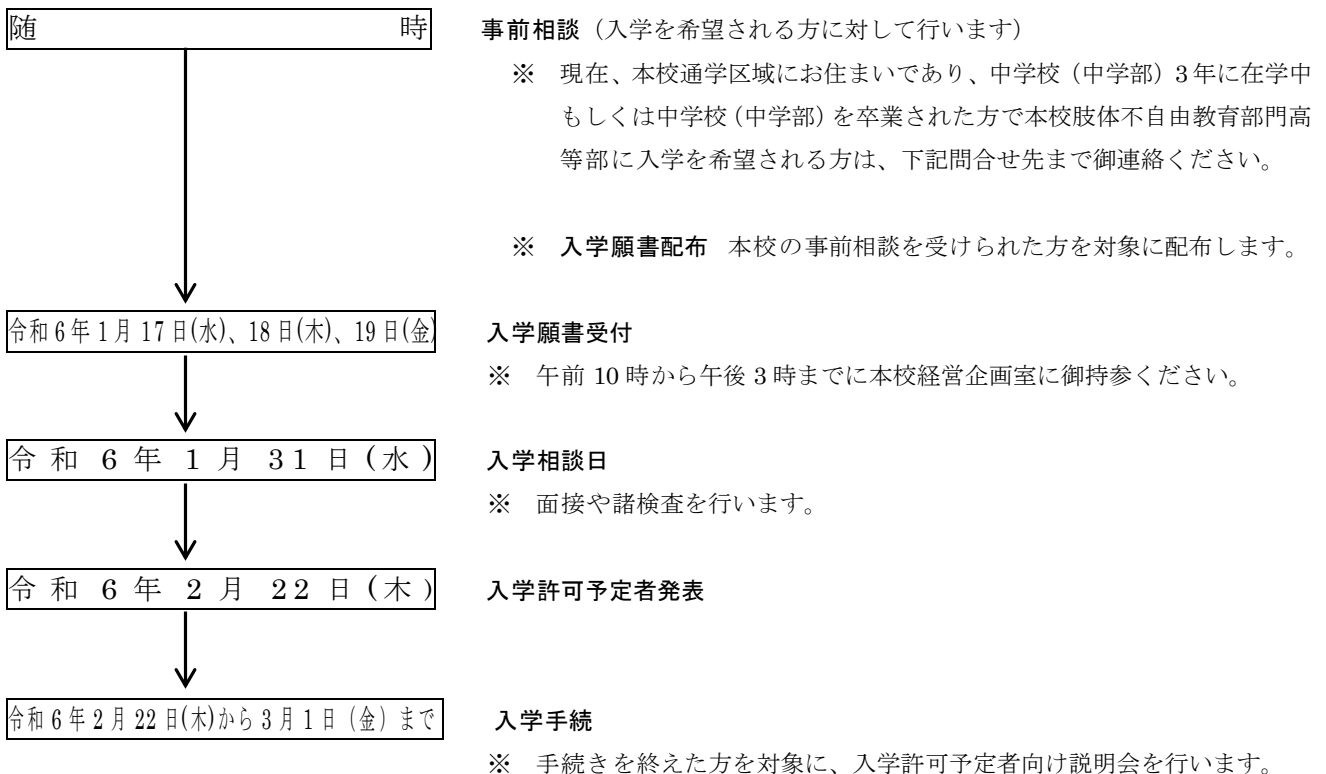 随 時
事前相談（入学を希望される方に対して行います）
※ 現在、本校通学区域にお住まいであり、中学校（中学部）3年に在学中
もしくは中学校（中学部）を卒業された方で本校肢体不自由教育部門高
等部に入学を希望される方は、下記問合せ先まで御連絡ください。
※ 入学願書配布 本校の事前相談を受けられた方を対象に配布します。
令和6年1月17日(水)、18日(木)、19日(金)
入学願書受付
※ 午前10時から午後3時までに本校経営企画室に御持参ください。
令和6年1月31日(水)
入学相談日
※ 面接や諸検査を行います。
令和6年2月22日(木)
入学許可予定者発表
令和6年2月22日(木)から3月1日（金）まで
入学手続
※ 手続きを終えた方を対象に、入学許可予定者向け説明会を行います。